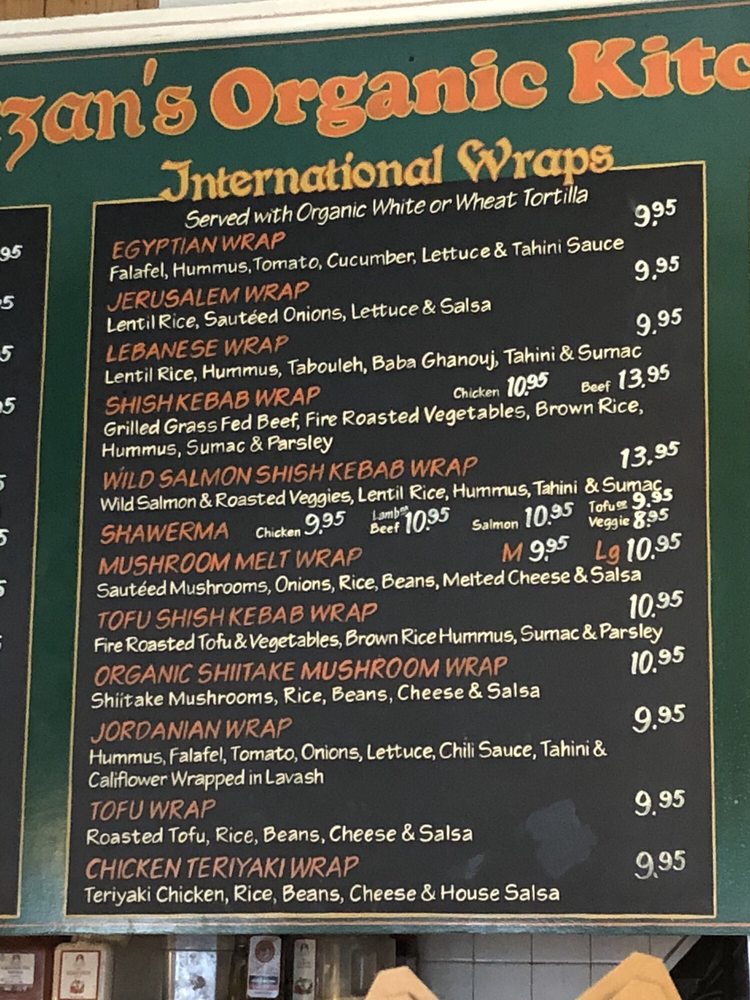 zan's Organic Kitc
International Wraps
Served with Organic White or Wheat Tortilla
EGYPTIAN WRAP 9.95
Falafel, Hummus, Tomato, Cucumber, Lettuce & Tahini Sauce
JERUSALEM WRAP 9.95
Lentil Rice, Sautéed Onions, Lettuce & Salsa
LEBANESE WRAP 9.95
Lentil Rice, Hummus, Tabouleh, Baba Ghanouj, Tahini & Sumac
SHISH KEBAB WRAP Chicken 10.95 Beef 13.95
Grilled Grass Fed Beef, Fire Roasted Vegetables, Brown Rice,
Hummus, Sumac & Parsley
WILD SALMON SHISH KEBAB WRAP 13.95
Wild Salmon & Roasted Veggies, Lentil Rice, Hummus, Tahini & Sumac
SHAWERMA Chicken 9.95 Lamb or Beef 10.95 Salmon 10.95 Tofu or 9.95 Veggie 8.95
MUSHROOM MELT WRAP M 9.95 Lg 10.95
Sautéed Mushrooms, Onions, Rice, Beans, Melted Cheese & Salsa
TOFU SHISH KEBAB WRAP 10.95
Fire Roasted Tofu & Vegetables, Brown Rice Hummus, Sumac & Parsley
ORGANIC SHIITAKE MUSHROOM WRAP 10.95
Shiitake Mushrooms, Rice, Beans, Cheese & Salsa
JORDANIAN WRAP 9.95
Hummus, Falafel, Tomato, Onions, Lettuce, Chili Sauce, Tahini &
Califlower Wrapped in Lavash
TOFU WRAP 9.95
Roasted Tofu, Rice, Beans, Cheese & Salsa
CHICKEN TERIYAKI WRAP 9.95
Teriyaki Chicken, Rice, Beans, Cheese & House Salsa